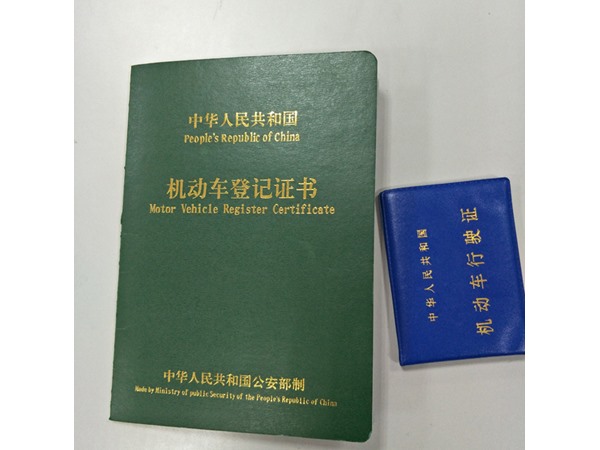 中华人民共和国
People's Republic of China
机动车登记证书
Motor Vehicle Register Certificate
中华人民共和国公安部制
Made by Ministry of public Security of the People's Republic of China
中华人民共和国
机动车行驶证